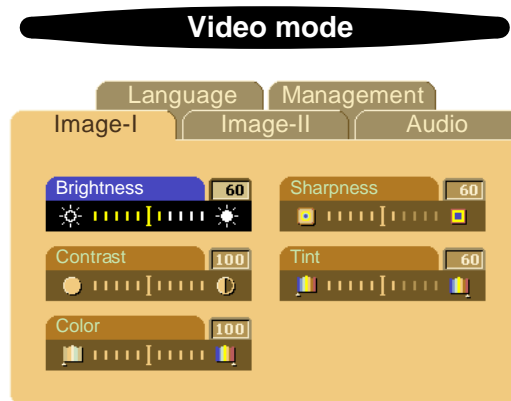 Video mode
Language Management
Image-I Image-II Audio
Brightness 60 Sharpness 60
Contrast 100 Tint 60
Color 100